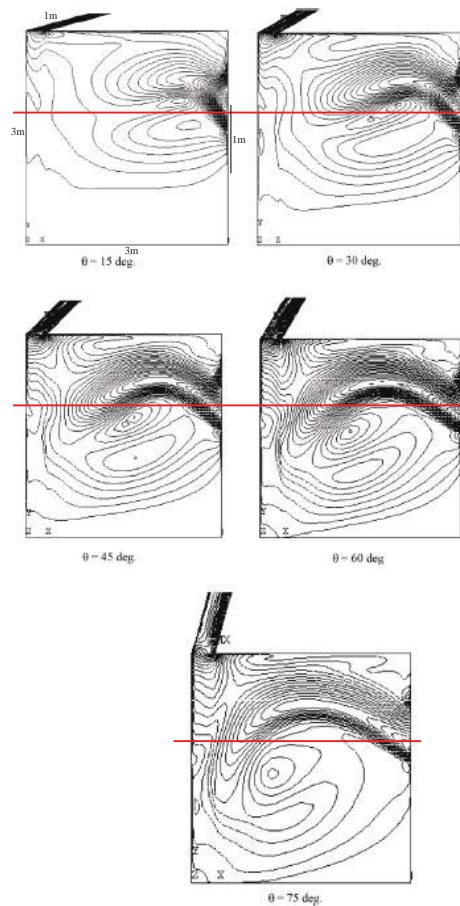 1m
3m
1m
Y
Z X
3m
θ = 15 deg.
Y
Z X
θ = 30 deg.
Y
Z X
θ = 45 deg.
Y
Z X
θ = 60 deg
Y
Z X
θ = 75 deg.